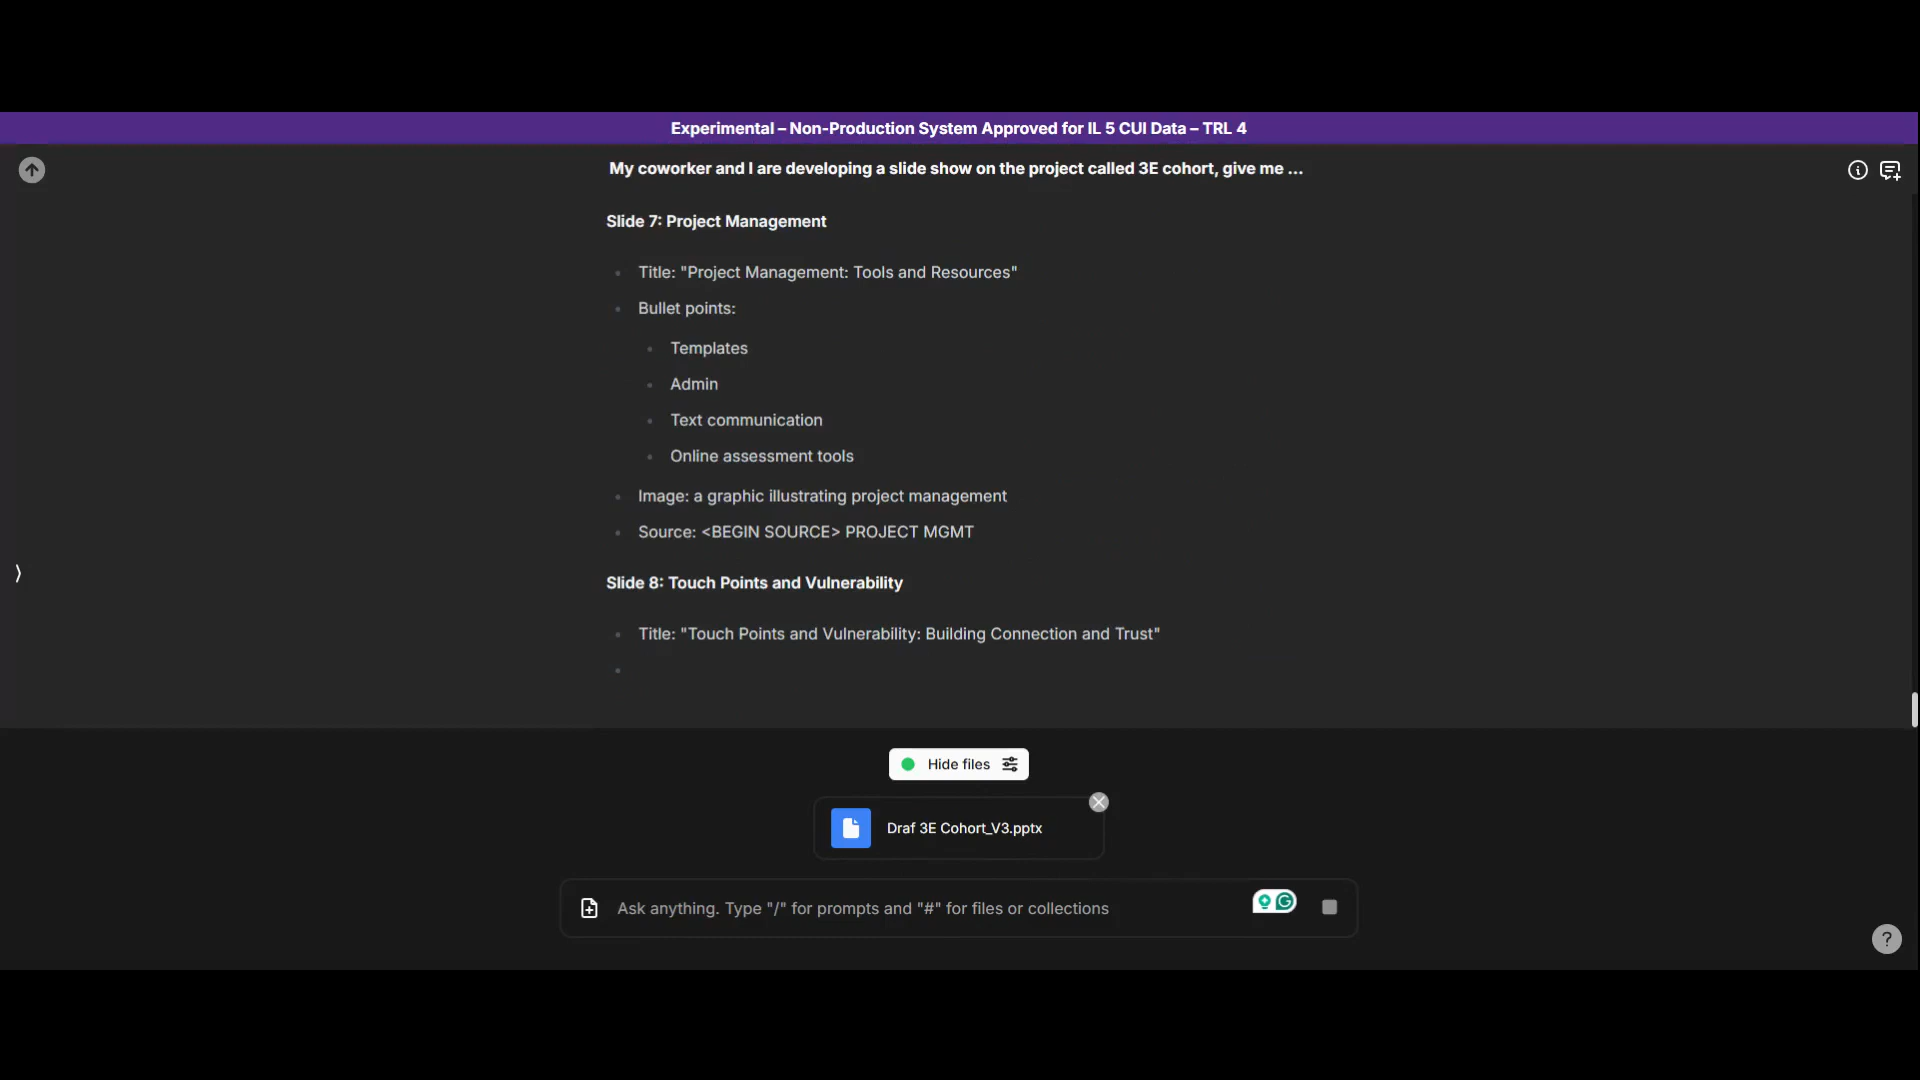 Experimental – Non-Production System Approved for IL 5 CUI Data – TRL 4
My coworker and I are developing a slide show on the project called 3E cohort, give me ...
Slide 7: Project Management
Title: "Project Management: Tools and Resources"
Bullet points:
Templates
Admin
Text communication
Online assessment tools
Image: a graphic illustrating project management
Source: <BEGIN SOURCE> PROJECT MGMT
Slide 8: Touch Points and Vulnerability
Title: "Touch Points and Vulnerability: Building Connection and Trust"
Hide files
Draf 3E Cohort_V3.pptx
Ask anything. Type "/" for prompts and "#" for files or collections
?